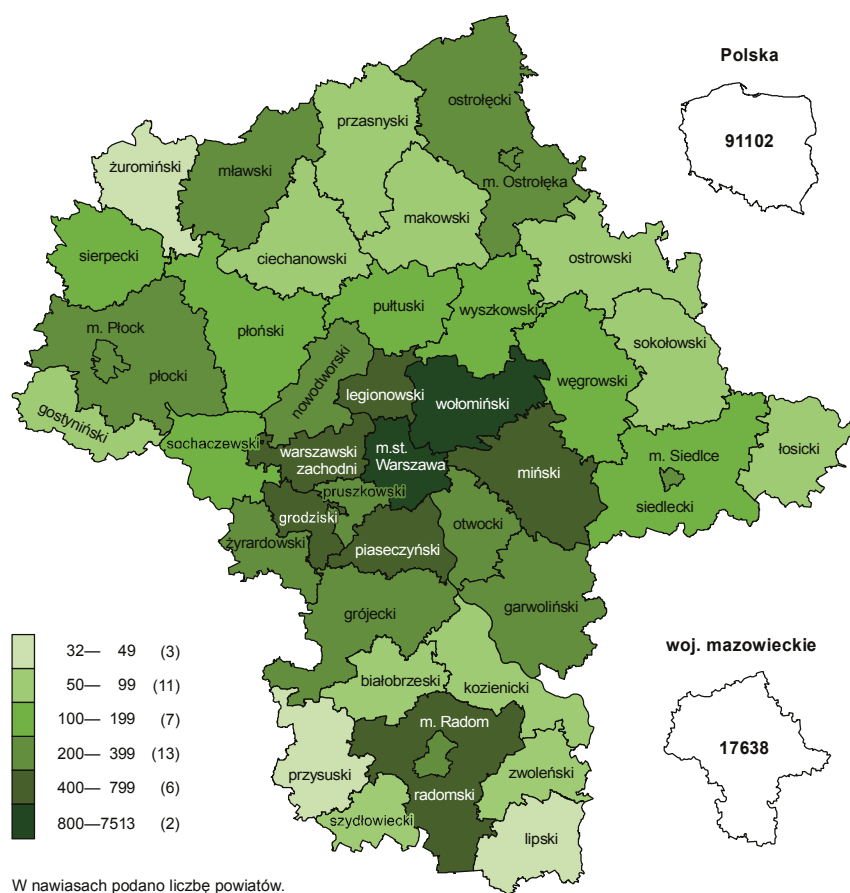 Polska
91102
ostrołęcki
przasnyski
żuromiński
mławski
m. Ostrołęka
makowski
ciechanowski
sierpecki
ostrowski
pułtuski
wyszkowski
m. Płock
płoński
sokołowski
płocki
nowodworski
legionowski
wołomiński
węgrowski
gostyniński
sochaczewski
warszawski
zachodni
m.st.
Warszawa
miński
m. Siedlce
łosicki
pruszkowski
siedlecki
grodziski
otwocki
żyrardowski
piaseczyński
grójecki
garwoliński
woj. mazowieckie
17638
białobrzeski
kozienicki
m. Radom
zwoleński
przysuski
radomski
szydłowiecki
lipski
32— 49 (3)
50— 99 (11)
100— 199 (7)
200— 399 (13)
400— 799 (6)
800—7513 (2)
W nawiasach podano liczbę powiatów.